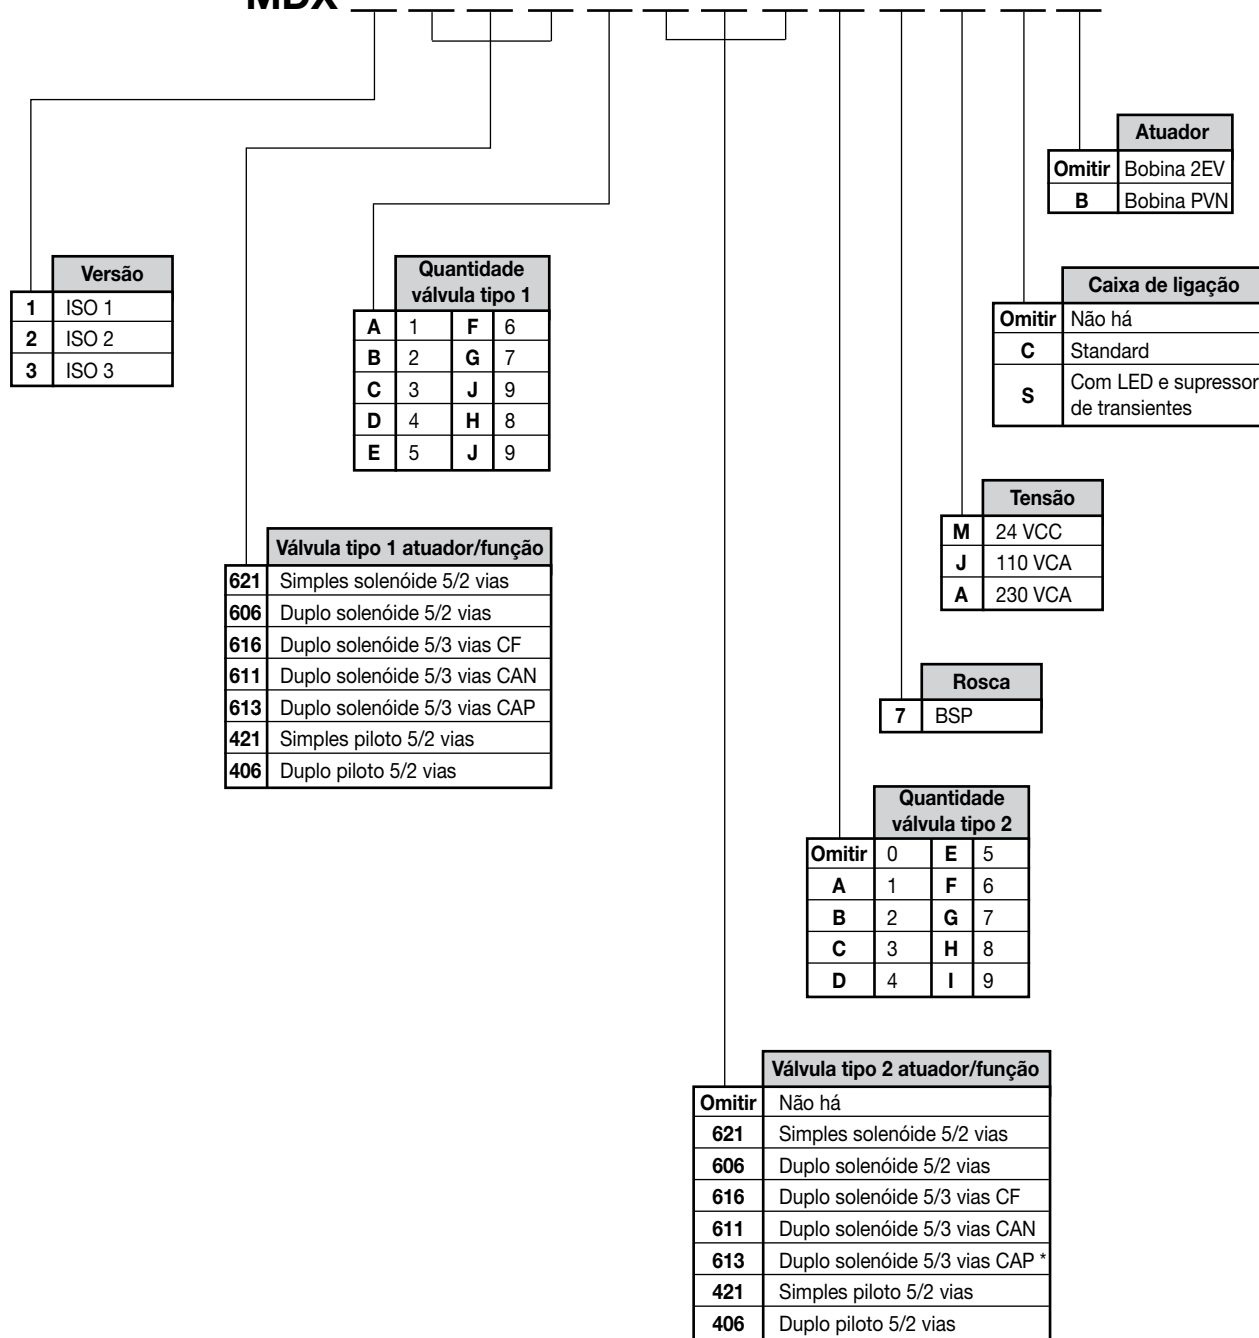 MDX
Atuador
Omitir Bobina 2EV
B Bobina PVN
Versão
1 ISO 1
2 ISO 2
3 ISO 3
Quantidade
válvula tipo 1
A 1 F 6
B 2 G 7
C 3 J 9
D 4 H 8
E 5 J 9
Caixa de ligação
Omitir Não há
C Standard
S Com LED e supressor
de transientes
Tensão
M 24 VCC
J 110 VCA
A 230 VCA
Válvula tipo 1 atuador/função
621 Simples solenóide 5/2 vias
606 Duplo solenóide 5/2 vias
616 Duplo solenóide 5/3 vias CF
611 Duplo solenóide 5/3 vias CAN
613 Duplo solenóide 5/3 vias CAP
421 Simples piloto 5/2 vias
406 Duplo piloto 5/2 vias
Rosca
7 BSP
Quantidade
válvula tipo 2
Omitir 0 E 5
A 1 F 6
B 2 G 7
C 3 H 8
D 4 I 9
Válvula tipo 2 atuador/função
Omitir Não há
621 Simples solenóide 5/2 vias
606 Duplo solenóide 5/2 vias
616 Duplo solenóide 5/3 vias CF
611 Duplo solenóide 5/3 vias CAN
613 Duplo solenóide 5/3 vias CAP *
421 Simples piloto 5/2 vias
406 Duplo piloto 5/2 vias